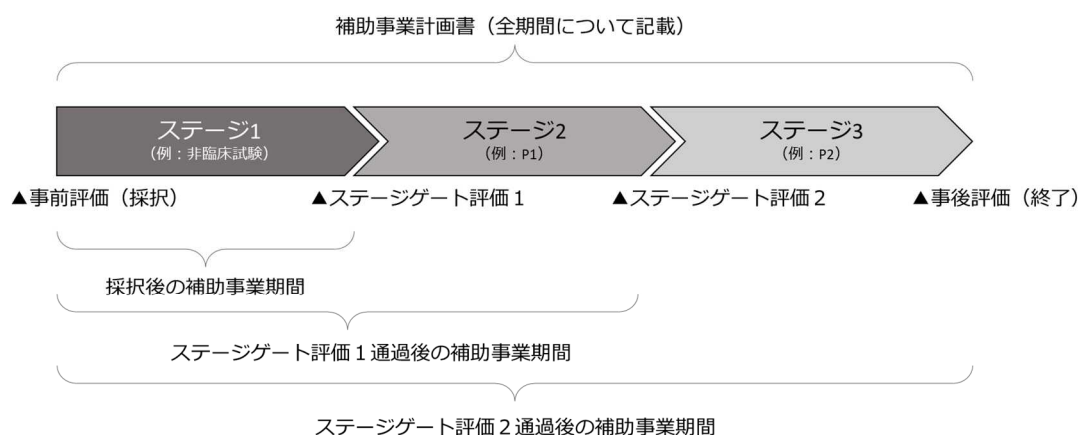 補助事業計画書（全期間について記載）
ステージ1
（例：非臨床試験）
ステージ2
（例：P1）
ステージ3
（例：P2）
▲事前評価（採択）
▲ステージゲート評価１
▲ステージゲート評価２
▲事後評価（終了）
採択後の補助事業期間
ステージゲート評価１通過後の補助事業期間
ステージゲート評価２通過後の補助事業期間